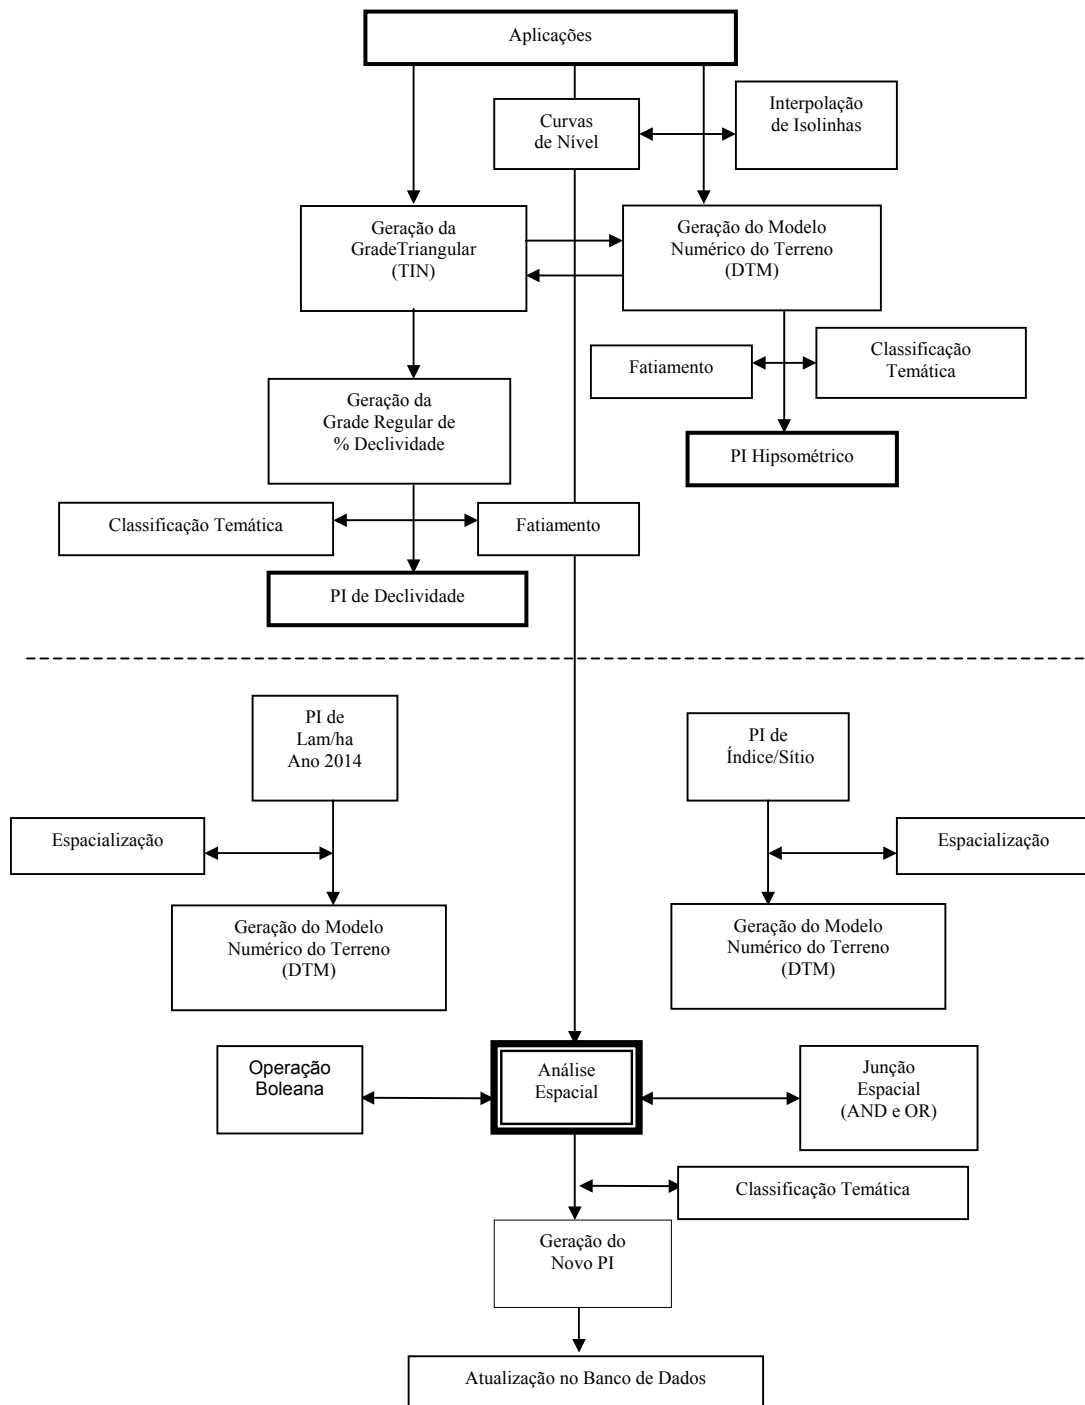 Aplicações
Curvas
de Nível
Interpolação
de Isolinhas
Geração da
GradeTriangular
(TIN)
Geração do Modelo
Numérico do Terreno
(DTM)
Fatiamento
Classificação
Temática
Geração da
Grade Regular de
% Declividade
PI Hipsométrico
Classificação Temática
Fatiamento
PI de Declividade
PI de
Lam/ha
Ano 2014
PI de
Índice/Sítio
Espacialização
Espacialização
Geração do Modelo
Numérico do Terreno
(DTM)
Geração do Modelo
Numérico do Terreno
(DTM)
Operação
Boleana
Análise
Espacial
Junção
Espacial
(AND e OR)
Classificação Temática
Geração do
Novo PI
Atualização no Banco de Dados